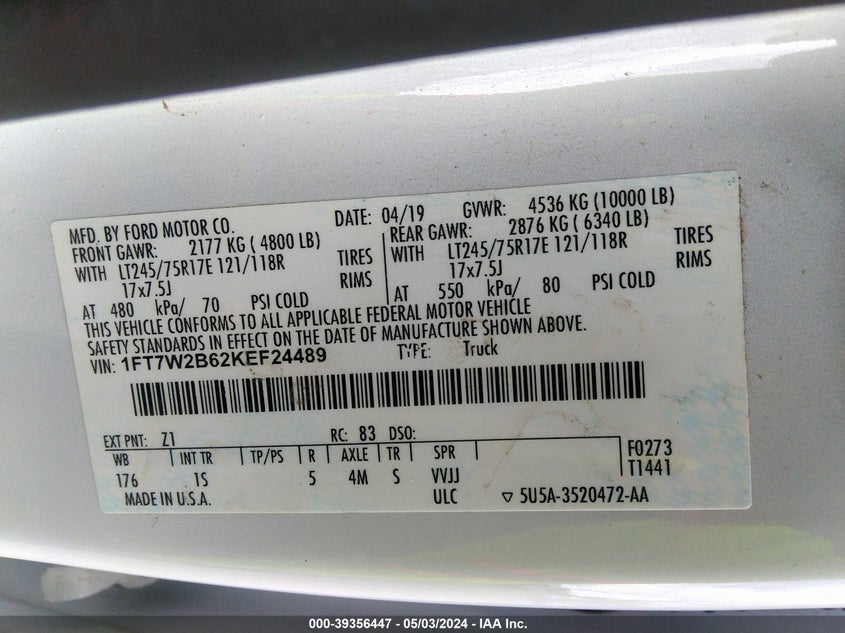 MFD. BY FORD MOTOR CO. DATE: 04/19 GVWR: 4536 KG (10000 LB)
FRONT GAWR: 2177 KG ( 4800 LB) REAR GAWR: 2876 KG ( 6340 LB)
WITH LT245/75R17E 121/118R TIRES WITH LT245/75R17E 121/118R TIRES
17x7.5J RIMS 17x7.5J RIMS
AT 480 kPa/ 70 PSI COLD AT 550 kPa/ 80 PSI COLD
THIS VEHICLE CONFORMS TO ALL APPLICABLE FEDERAL MOTOR VEHICLE
SAFETY STANDARDS IN EFFECT ON THE DATE OF MANUFACTURE SHOWN ABOVE.
VIN: 1FT7W2B62KEF24489 TYPE: Truck
EXT PNT: Z1 RC: 83 DSO:
WB INT TR TP/PS R AXLE TR SPR F0273
176 1S 5 4M S VVJJ T1441
MADE IN U.S.A. ULC ▽ 5U5A-3520472-AA
000-39356447 - 05/03/2024 - IAA Inc.